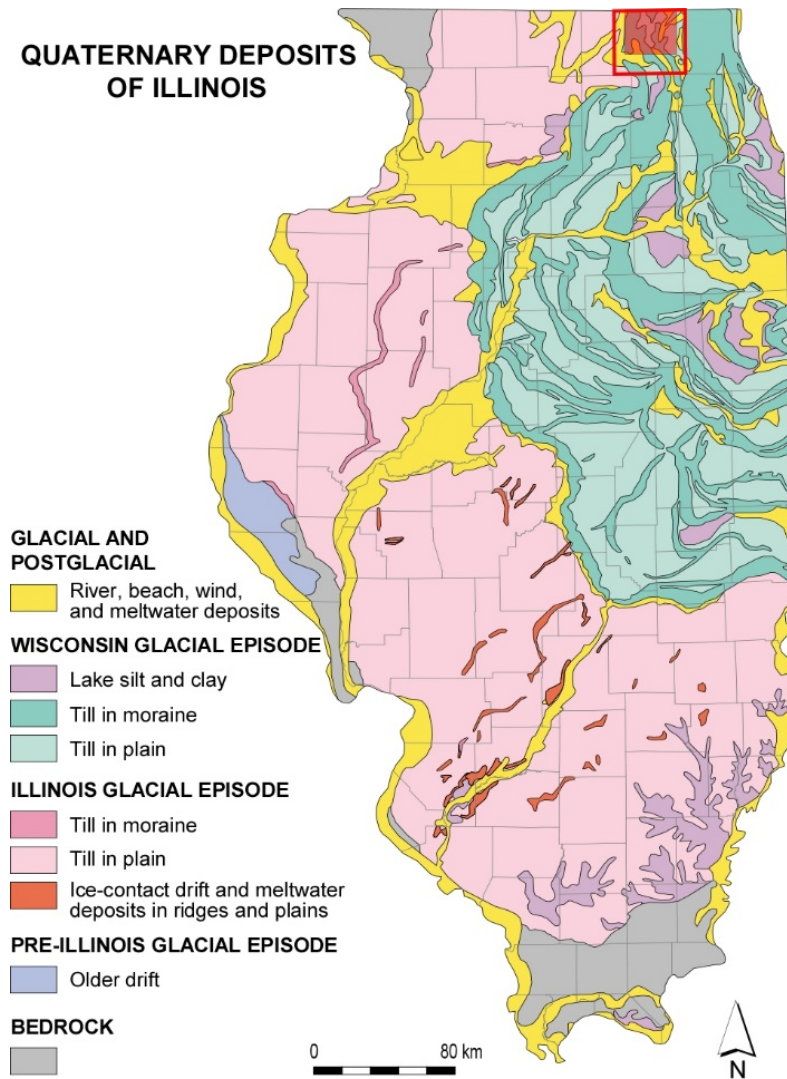 QUATERNARY DEPOSITS
OF ILLINOIS
GLACIAL AND
POSTGLACIAL
River, beach, wind,
and meltwater deposits
WISCONSIN GLACIAL EPISODE
Lake silt and clay
Till in moraine
Till in plain
ILLINOIS GLACIAL EPISODE
Till in moraine
Till in plain
Ice-contact drift and meltwater
deposits in ridges and plains
PRE-ILLINOIS GLACIAL EPISODE
Older drift
BEDROCK
0 80 km
N